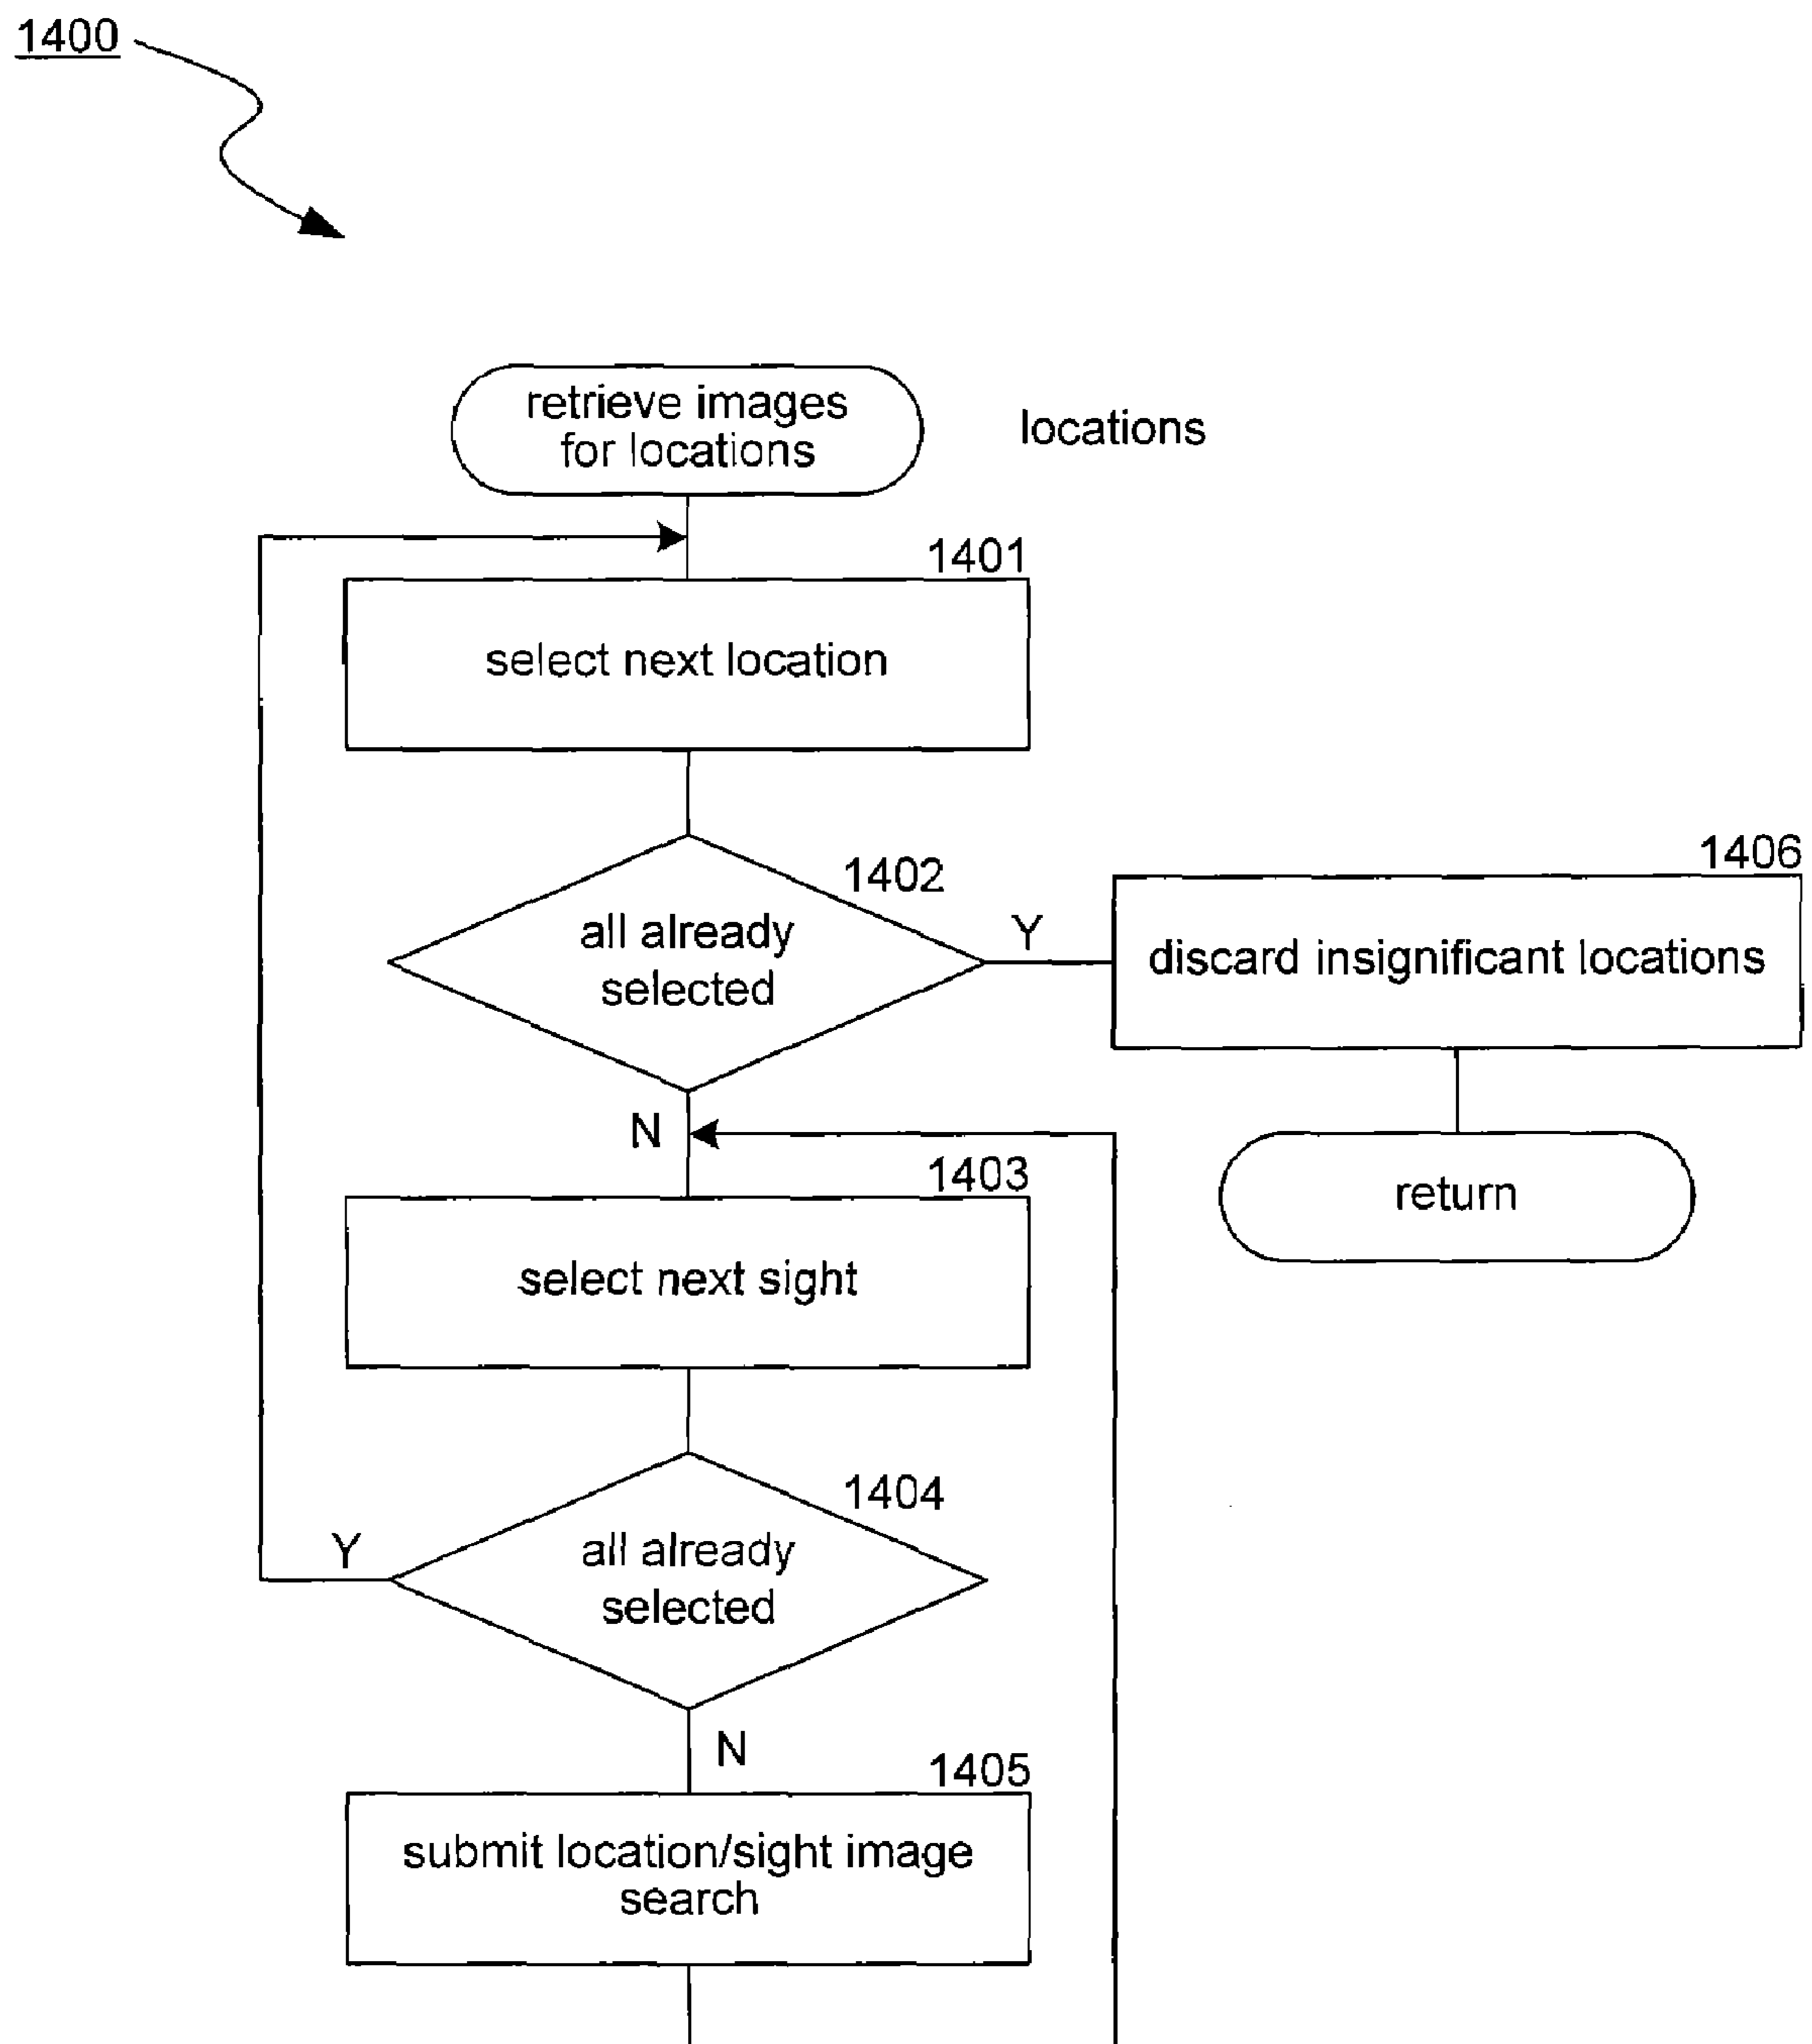 1400
retrieve images
for locations
locations
1401
select next location
1402
all already
selected
Y
1406
discard insignificant locations
N
return
1403
select next sight
1404
all already
selected
Y
N
1405
submit location/sight image
search